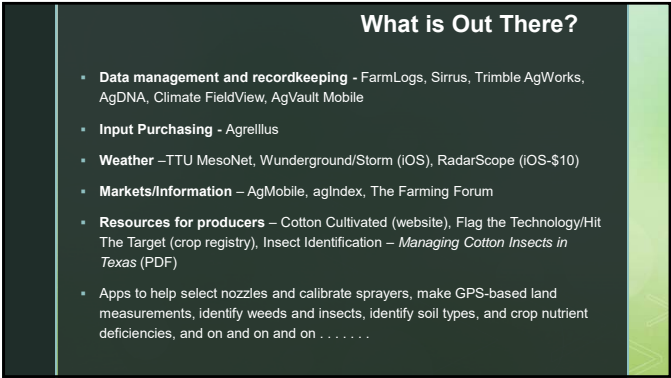 What is Out There?
▪ Data management and recordkeeping - FarmLogs, Sirrus, Trimble AgWorks,
AgDNA, Climate FieldView, AgVault Mobile
▪ Input Purchasing - Agrelllus
▪ Weather –TTU MesoNet, Wunderground/Storm (iOS), RadarScope (iOS-$10)
▪ Markets/Information – AgMobile, agIndex, The Farming Forum
▪ Resources for producers – Cotton Cultivated (website), Flag the Technology/Hit
The Target (crop registry), Insect Identification – Managing Cotton Insects in
Texas (PDF)
▪ Apps to help select nozzles and calibrate sprayers, make GPS-based land
measurements, identify weeds and insects, identify soil types, and crop nutrient
deficiencies, and on and on and on . . . . . . .